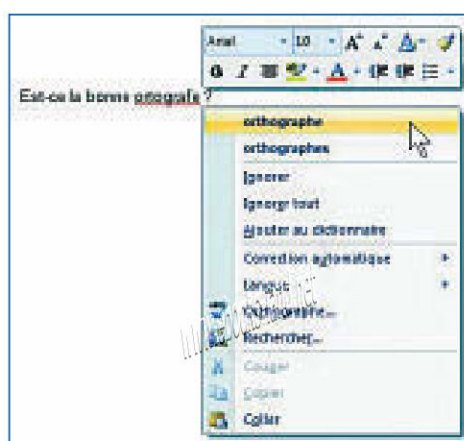 Arial 10
G I
Est-ce la bonne ortografe ?
orthographe
orthographes
Ignorer
Ignorer tout
Ajouter au dictionnaire
Correction automatique
Langue
Orthographe...
Rechercher...
Couper
Copier
Coller